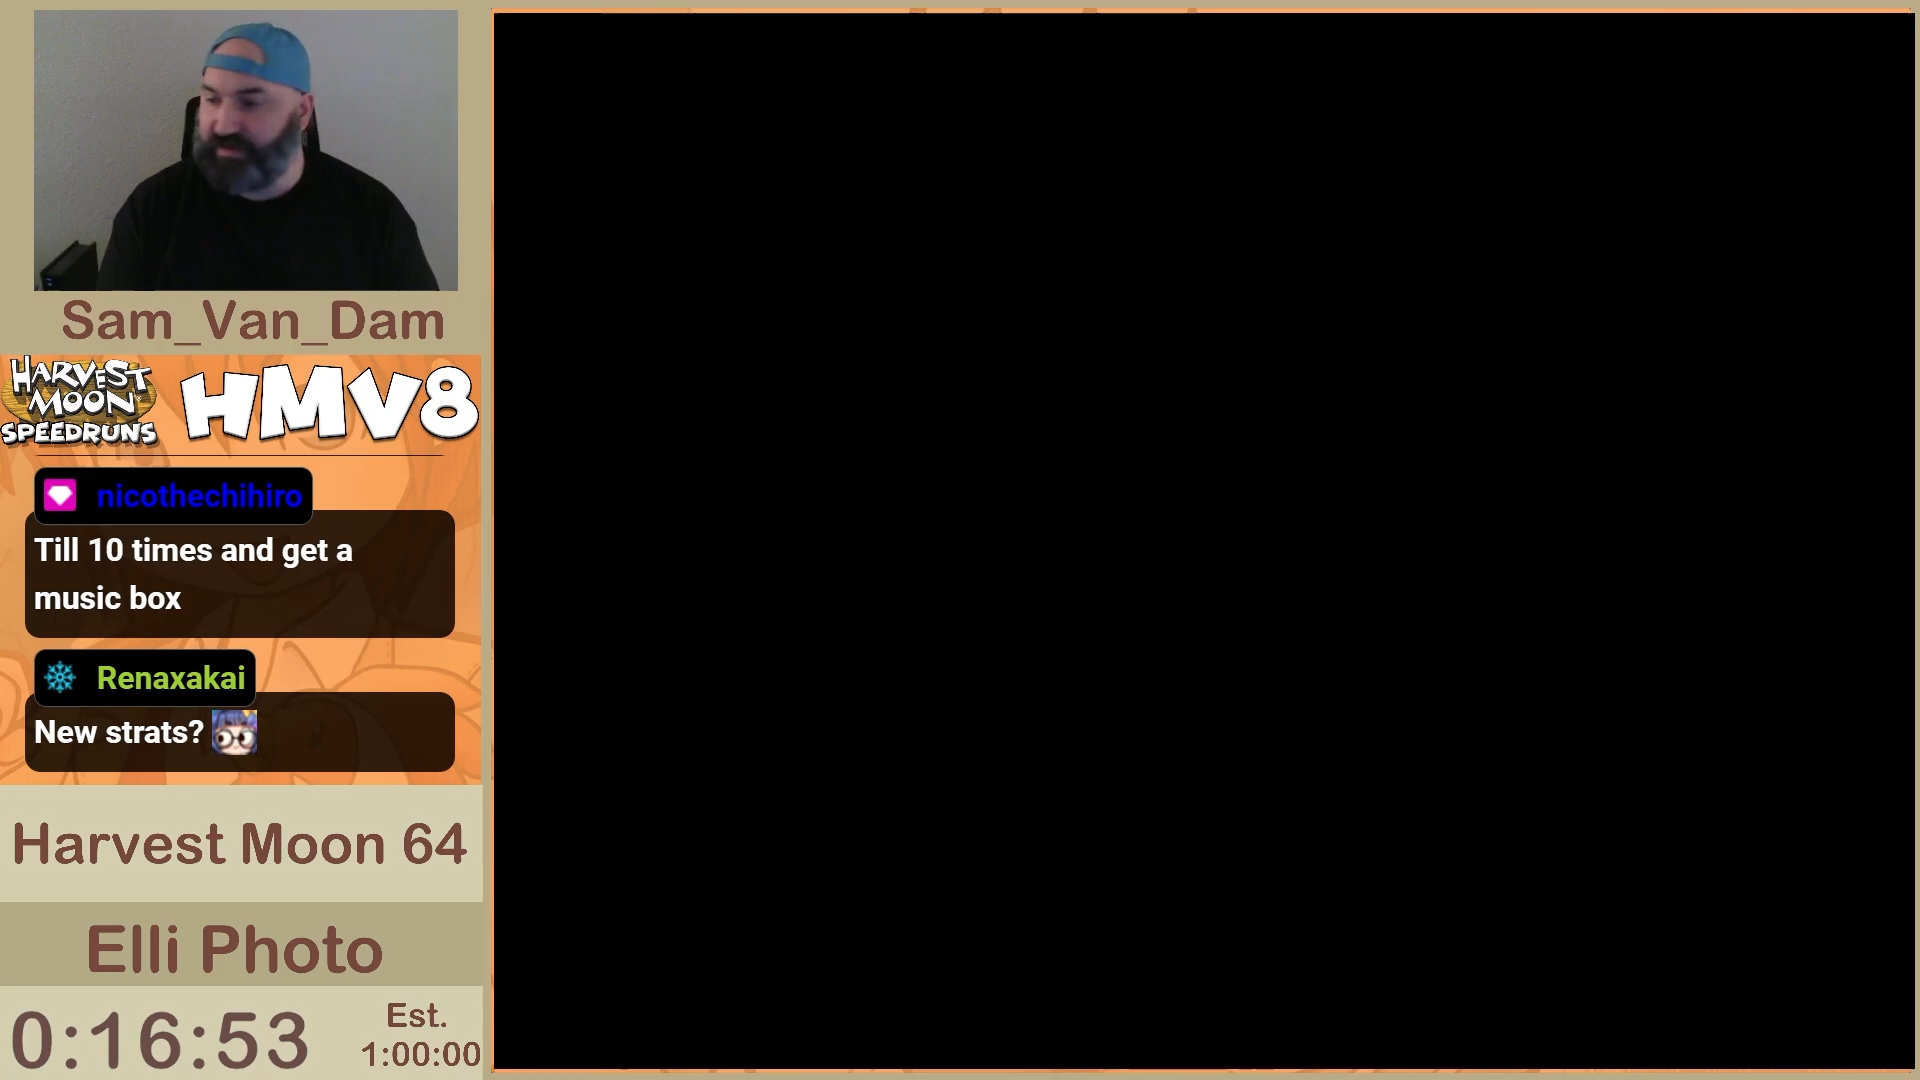 Sam_Van_Dam
HARVEST
MOON
SPEEDRUNS
HMV8
nicothechihiro
Till 10 times and get a
music box
Renaxakai
New strats?
Harvest Moon 64
Elli Photo
0:16:53
Est.
1:00:00